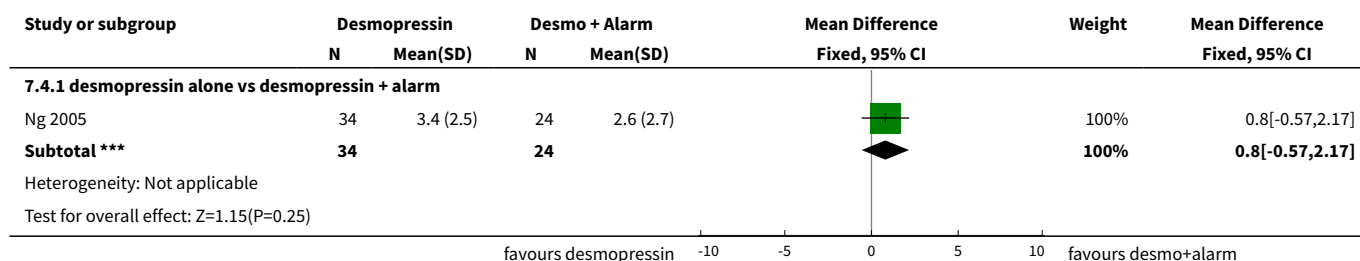 Study or subgroup Desmopressin Desmo + Alarm Mean Difference Weight Mean Difference
N Mean(SD) N Mean(SD) Fixed, 95% CI Fixed, 95% CI
7.4.1 desmopressin alone vs desmopressin + alarm
Ng 2005 34 3.4 (2.5) 24 2.6 (2.7) 100% 0.8[-0.57,2.17]
Subtotal *** 34 24 100% 0.8[-0.57,2.17]
Heterogeneity: Not applicable
Test for overall effect: Z=1.15(P=0.25)
favours desmopressin -10 -5 0 5 10 favours desmo+alarm